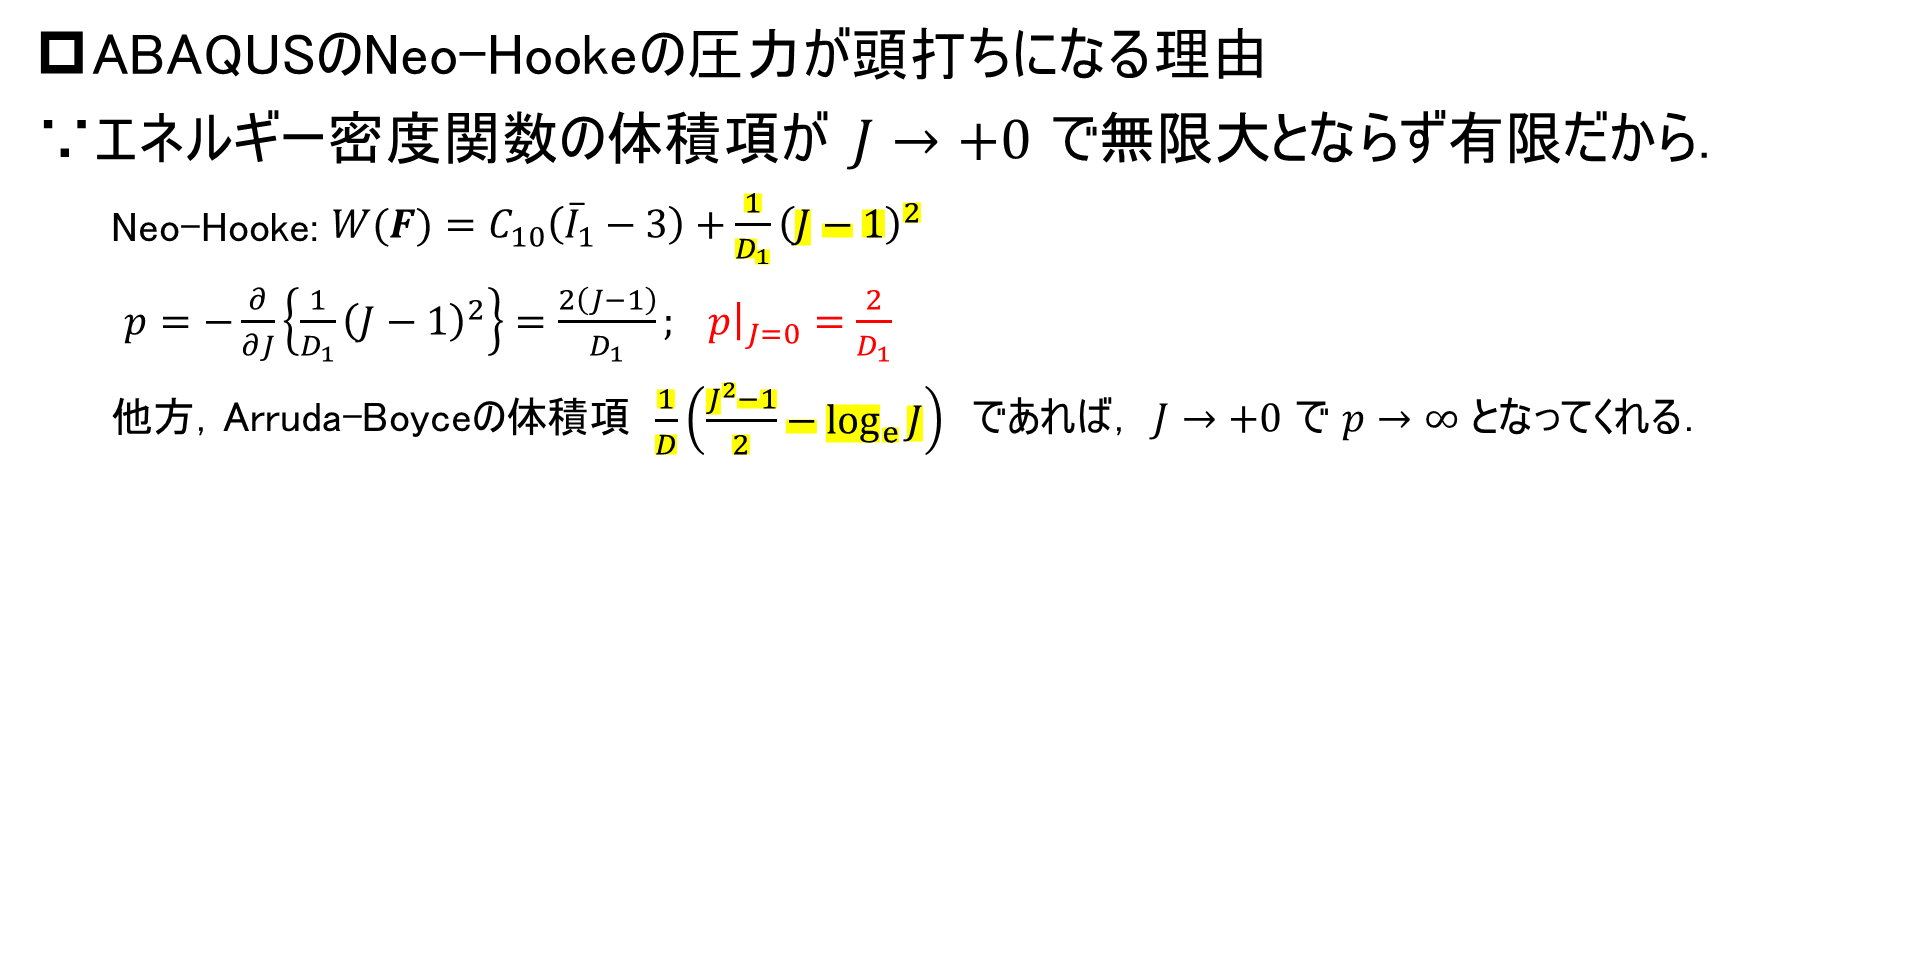 □ABAQUSのNeo-Hookeの圧力が頭打ちになる理由
∵エネルギー密度関数の体積項が J → +0 で無限大とならず有限だから.
Neo-Hooke: W(F) = C₁₀(Ī₁ − 3) + 1/D₁ (J − 1)²
p = − ∂/∂J {1/D₁ (J − 1)²} = 2(J−1)/D₁ ; p|_{J=0} = 2/D₁
他方, Arruda-Boyceの体積項 1/D ((J²−1)/2 − logₑ J) であれば, J → +0 で p → ∞ となってくれる.